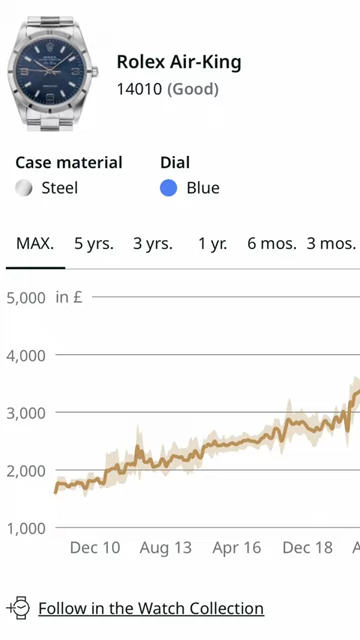 Rolex Air-King
14010 (Good)
Case material
Dial
Steel
Blue
MAX.
5 yrs.
3 yrs.
1 yr.
6 mos.
3 mos.
5,000
in £
4,000
3,000
2,000
1,000
Dec 10
Aug 13
Apr 16
Dec 18
A
Follow in the Watch Collection